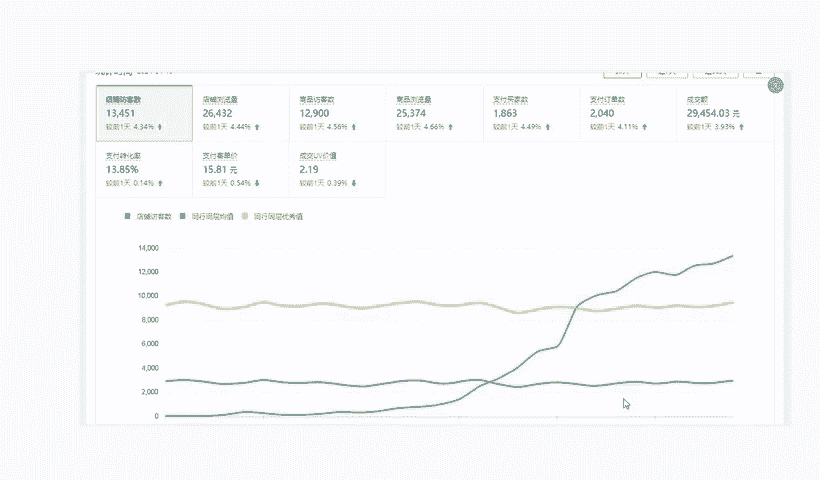 店铺访客数
13,451
较前1天 4.34%
店铺浏览量
26,432
较前1天 4.44%
商品访客数
12,900
较前1天 4.56%
商品浏览量
25,374
较前1天 4.66%
支付买家数
1,863
较前1天 4.49%
支付订单数
2,040
较前1天 4.11%
成交额
29,454.03 元
较前1天 3.93%
支付转化率
13.85%
较前1天 0.14%
支付客单价
15.81 元
较前1天 0.54%
成交UV价值
2.19
较前1天 0.39%
店铺访客数 同行同层均值 同行同层优秀值
14,000
12,000
10,000
8,000
6,000
4,000
2,000
0